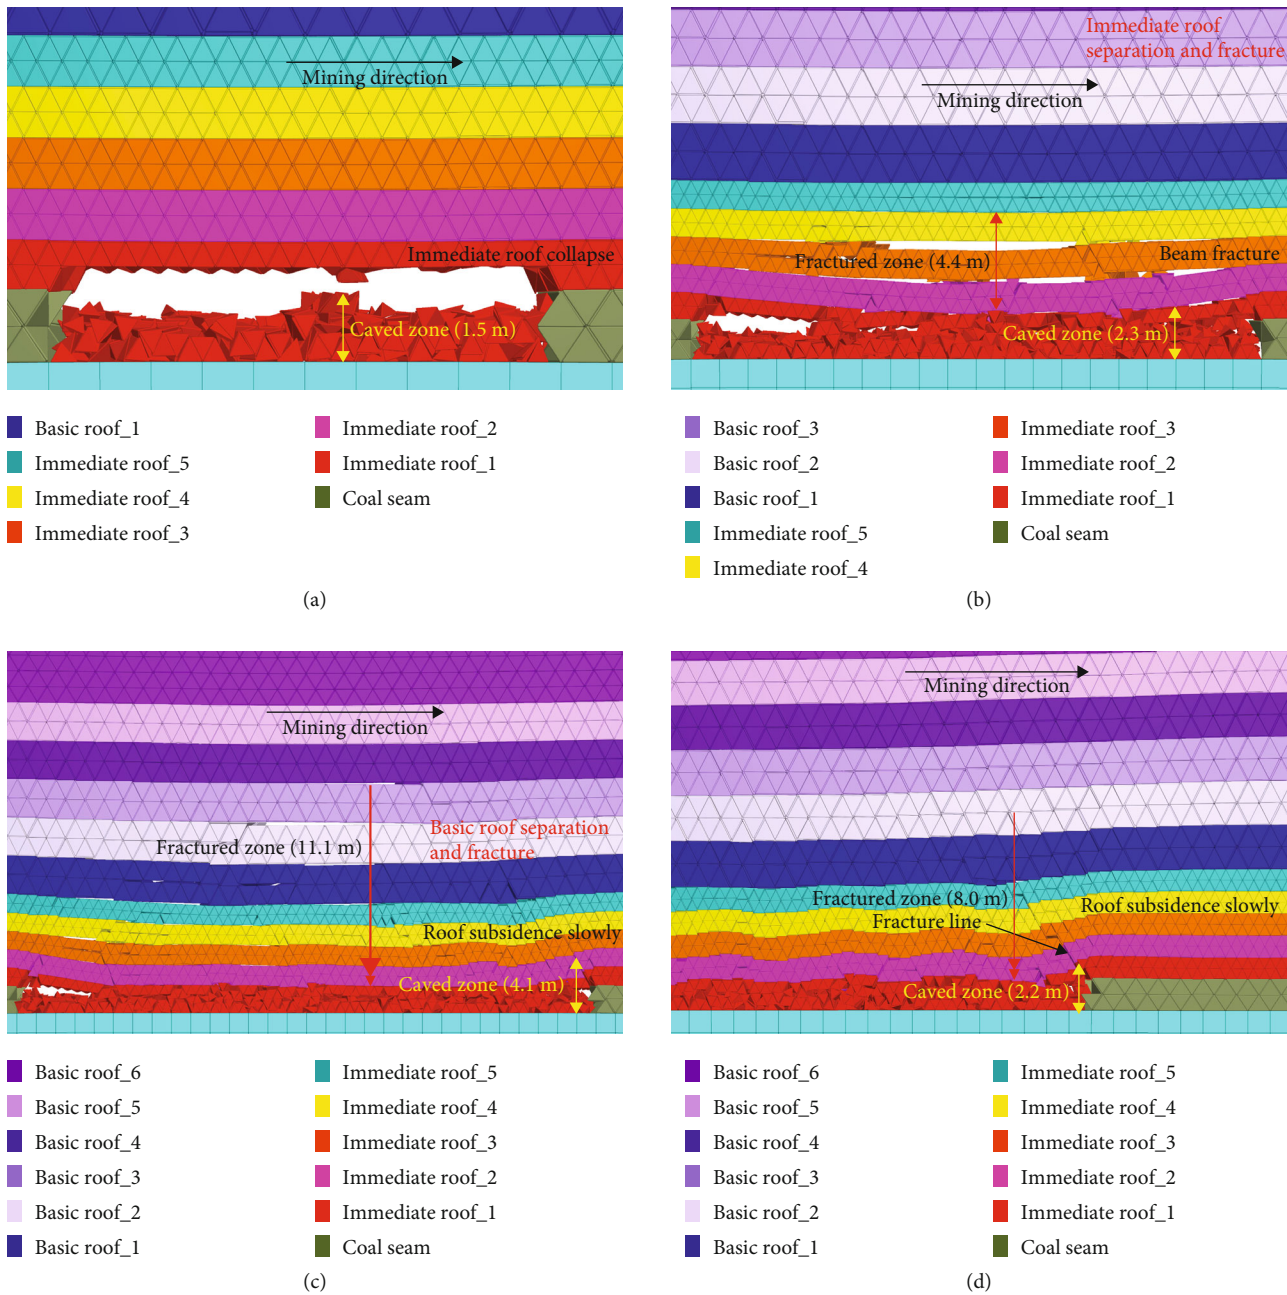 Mining direction
Immediate roof collapse
Caved zone (1.5 m)
Basic roof_1
Immediate roof_5
Immediate roof_4
Immediate roof_3
Immediate roof_2
Immediate roof_1
Coal seam
(a)
Immediate roof
separation and fracture
Mining direction
Fractured zone (4.4 m)
Beam fracture
Caved zone (2.3 m)
Basic roof_3
Basic roof_2
Basic roof_1
Immediate roof_5
Immediate roof_4
Immediate roof_3
Immediate roof_2
Immediate roof_1
Coal seam
(b)
Mining direction
Fractured zone (11.1 m)
Basic roof separation
and fracture
Roof subsidence slowly
Caved zone (4.1 m)
Basic roof_6
Basic roof_5
Basic roof_4
Basic roof_3
Basic roof_2
Basic roof_1
Immediate roof_5
Immediate roof_4
Immediate roof_3
Immediate roof_2
Immediate roof_1
Coal seam
(c)
Mining direction
Fractured zone (8.0 m)
Roof subsidence slowly
Fracture line
Caved zone (2.2 m)
Basic roof_6
Basic roof_5
Basic roof_4
Basic roof_3
Basic roof_2
Basic roof_1
Immediate roof_5
Immediate roof_4
Immediate roof_3
Immediate roof_2
Immediate roof_1
Coal seam
(d)